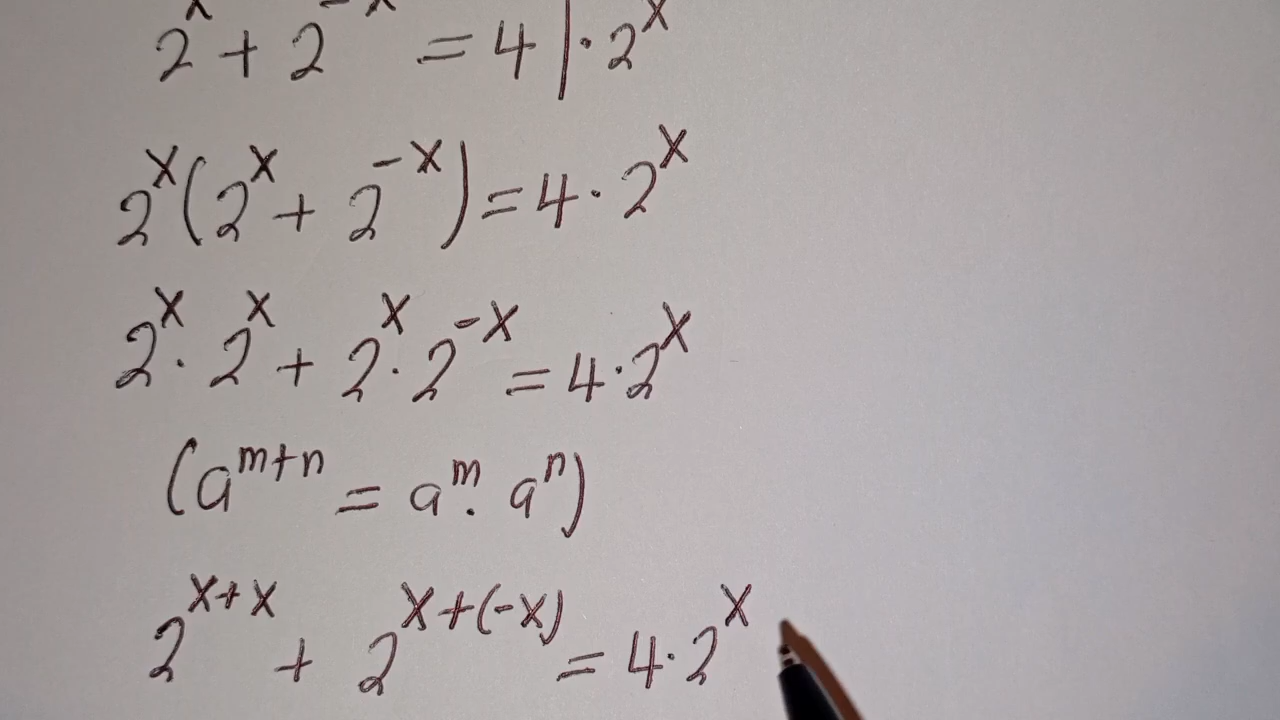 2^x + 2^-x = 4 | · 2^x
2^x (2^x + 2^-x) = 4 · 2^x
2^x · 2^x + 2^x · 2^-x = 4 · 2^x
(a^m+n = a^m · a^n)
2^x+x + 2^x+(-x) = 4 · 2^x